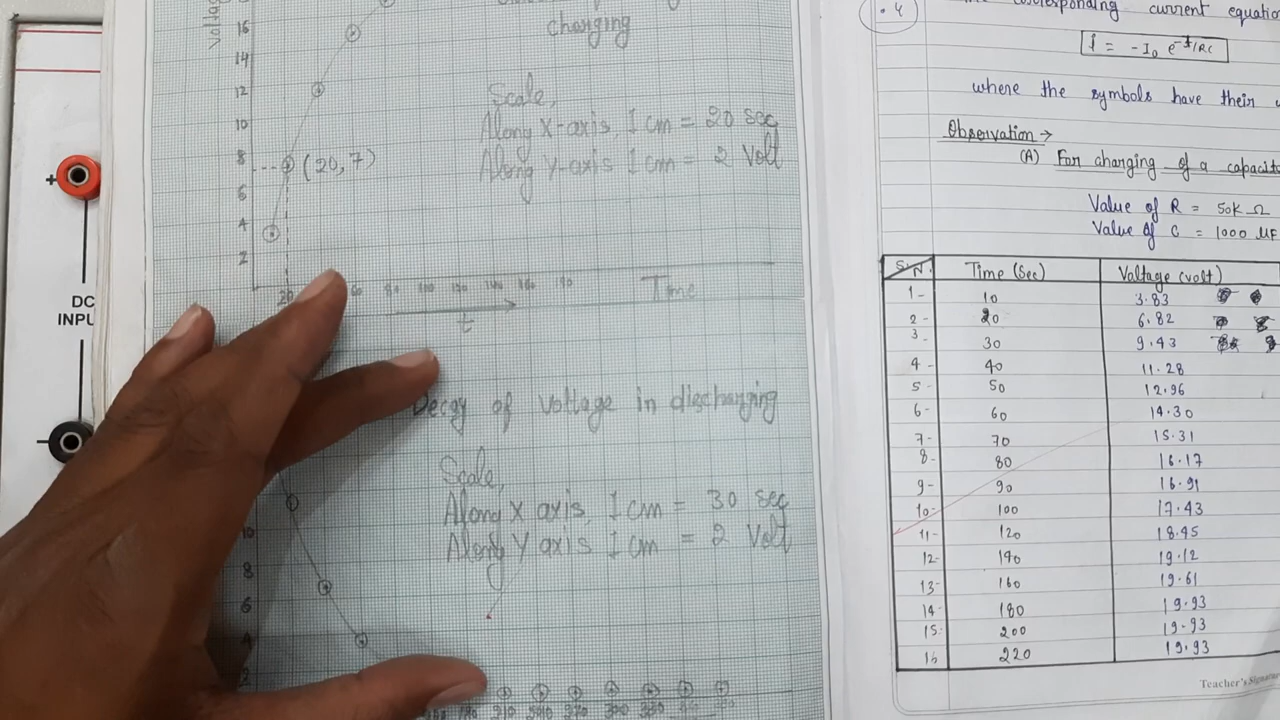 +
DC
INPU
-
16
14
12
10
8
6
4
2
(20,7)
changing
Scale,
Along X-axis, 1 cm = 20 sec
Along Y-axis 1 cm = 2 Volt
20
Time
t
Decay of voltage in discharging
Scale,
Along X axis, 1 cm = 30 sec
Along Y axis 1 cm = 2 Volt
10
8
6
4
2
.4
corresponding current equatio
i = -I₀ e^-t/RC
where the symbols have their
Observation →
(A) For changing of a capacit
Value of R = 50K Ω
Value of C = 1000 μF
S.N. Time (Sec) Voltage (volt)
1- 10 3.83
2- 20 6.82
3- 30 9.43
4- 40 11.28
5- 50 12.96
6- 60 14.30
7- 70 15.31
8- 80 16.17
9- 90 16.91
10- 100 17.43
11- 120 18.45
12- 140 19.12
13- 160 19.61
14- 180 19.93
15- 200 19.93
16 220 19.93
Teacher's